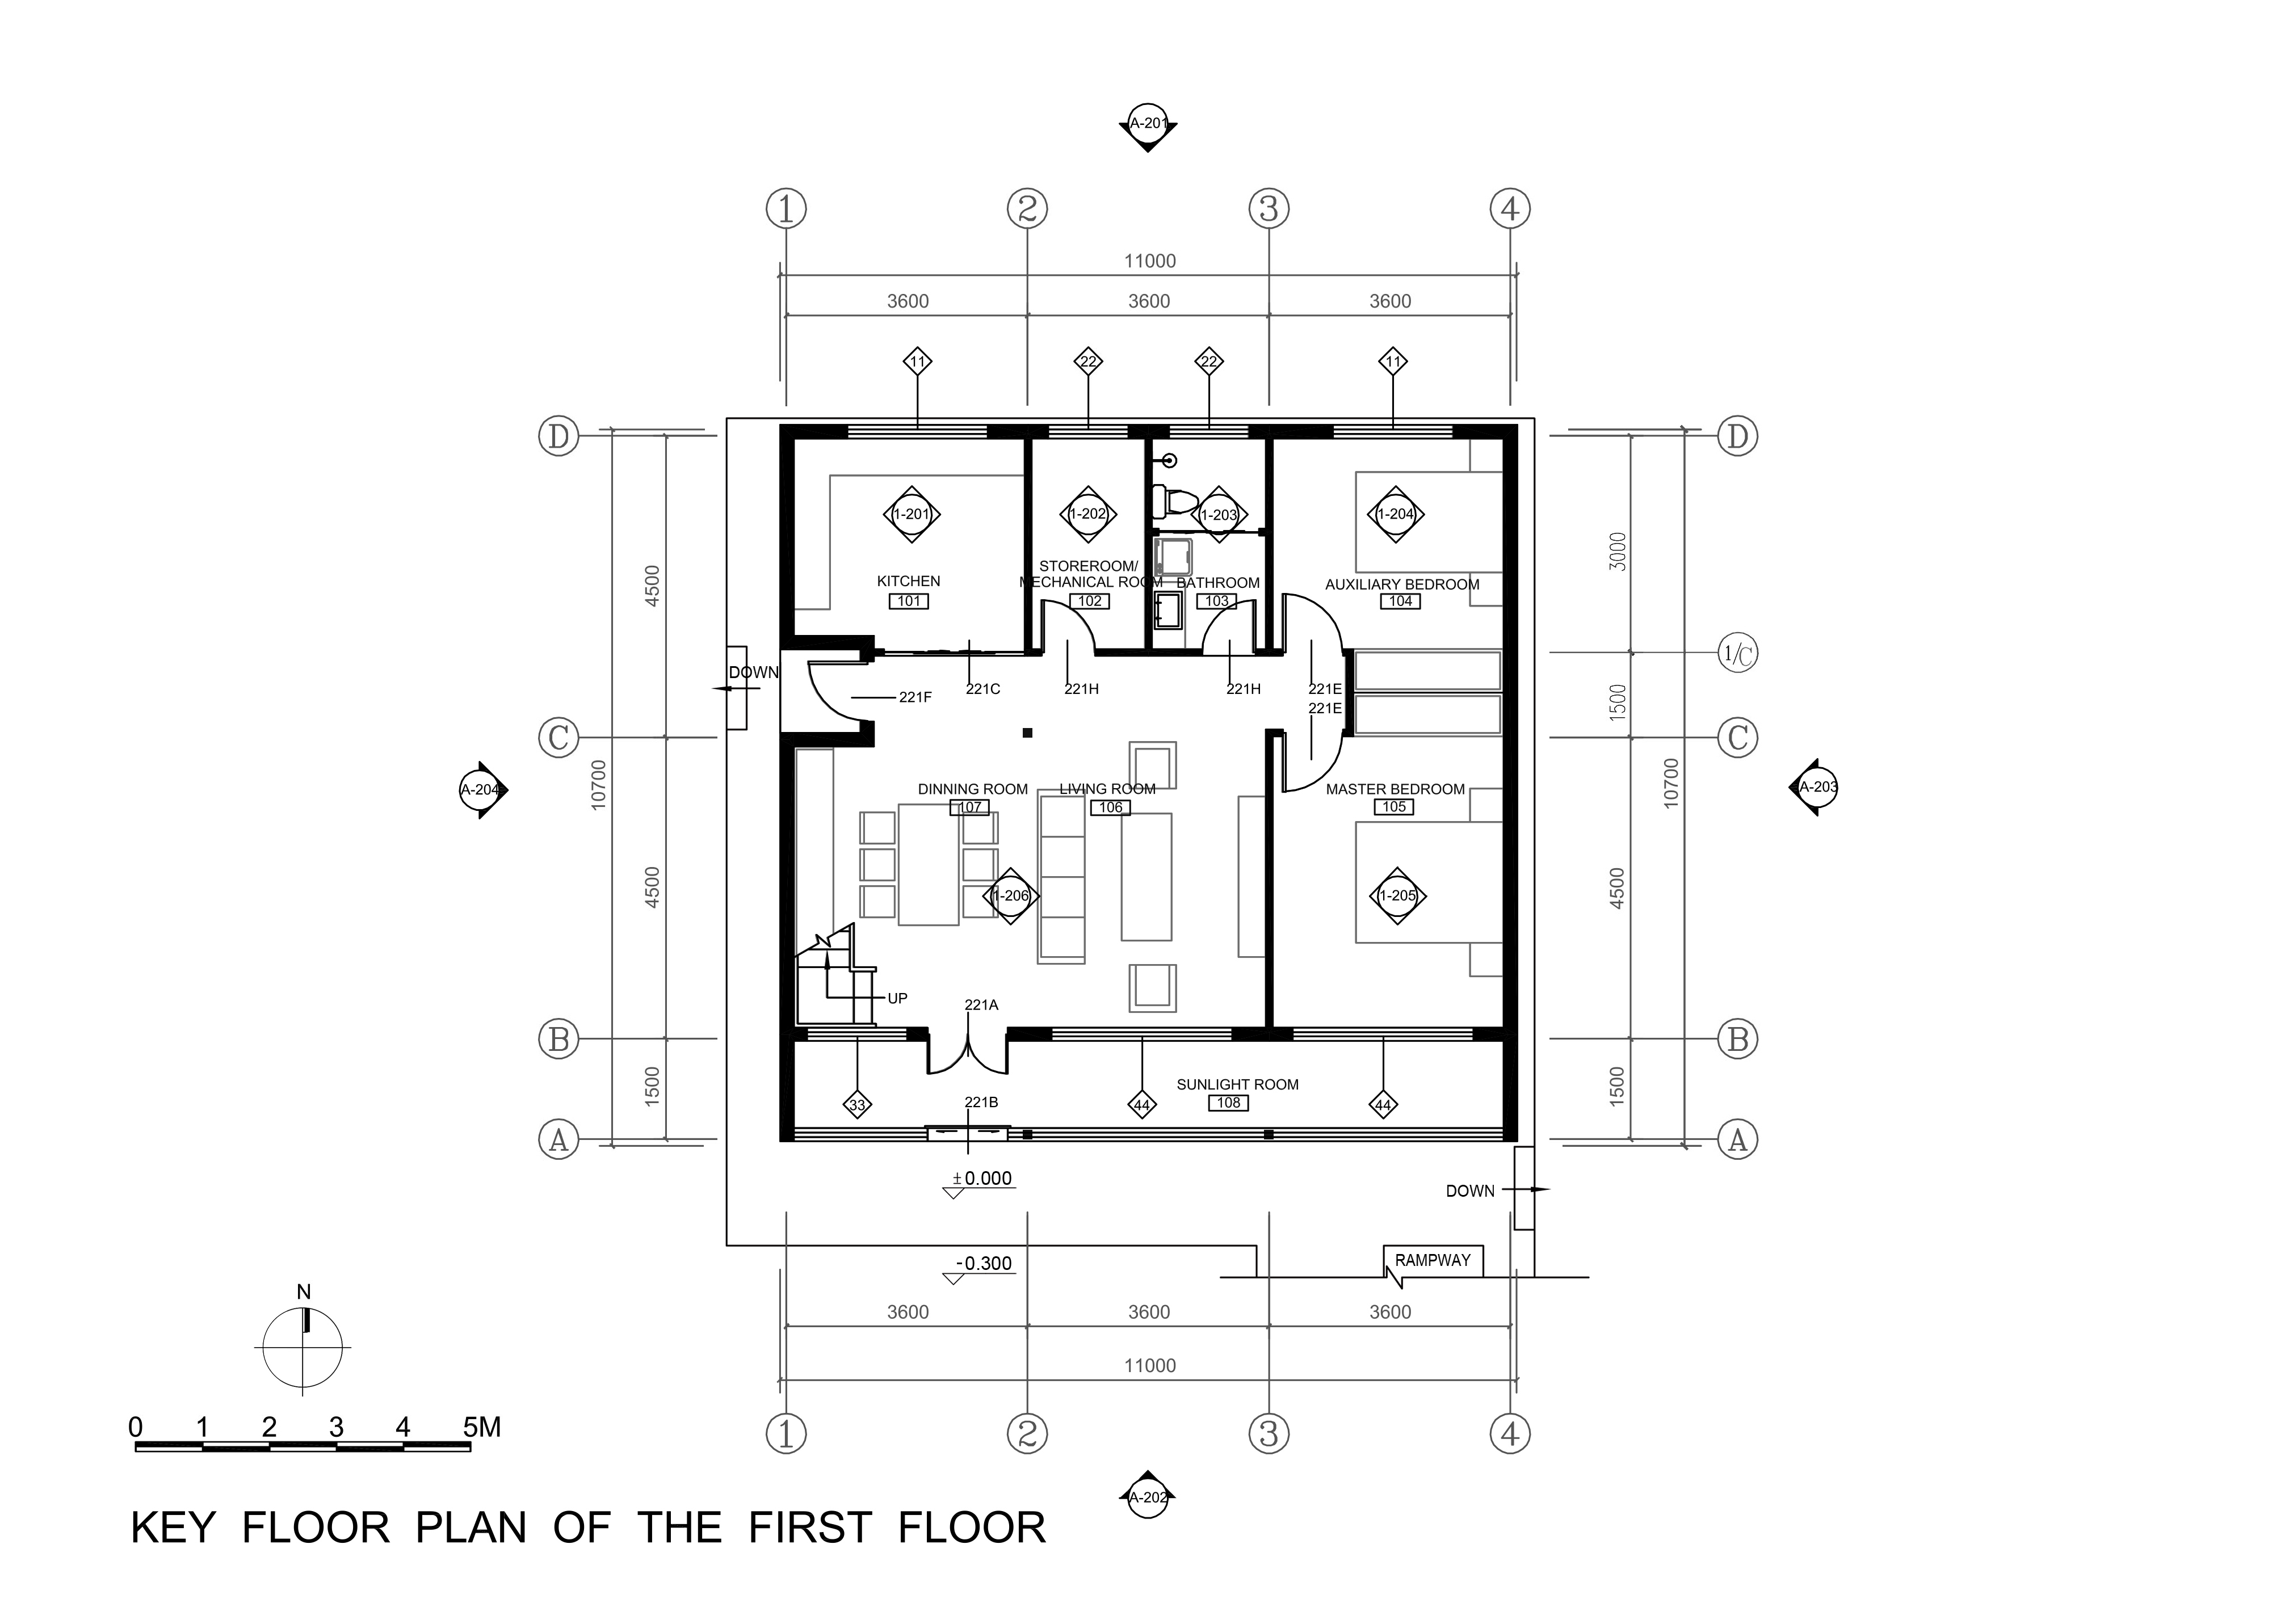 A-201
1 2 3 4
11000
3600 3600 3600
11 22 22 11
D D
1-201 1-202 1-203 1-204
3000
4500
STOREROOM/
KITCHEN MECHANICAL ROOM BATHROOM AUXILIARY BEDROOM
101 102 103 104
1/C
DOWN
221F 221C 221H 221H 221E
221E
1500
C C
A-204 A-203
10700 10700
DINNING ROOM LIVING ROOM MASTER BEDROOM
107 106 105
4500 4500
1-206 1-205
UP
221A
B B
1500 1500
SUNLIGHT ROOM
108
33 221B 44 44
A A
±0.000
DOWN
-0.300
RAMPWAY
N
3600 3600 3600
11000
0 1 2 3 4 5M
1 2 3 4
A-202
KEY FLOOR PLAN OF THE FIRST FLOOR